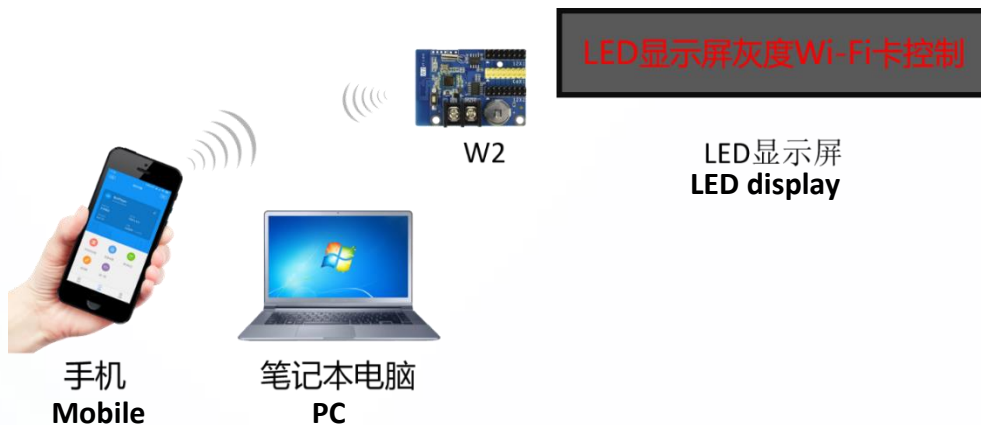 LED显示屏灰度Wi-Fi卡控制
W2
LED显示屏
LED display
手机
Mobile
笔记本电脑
PC